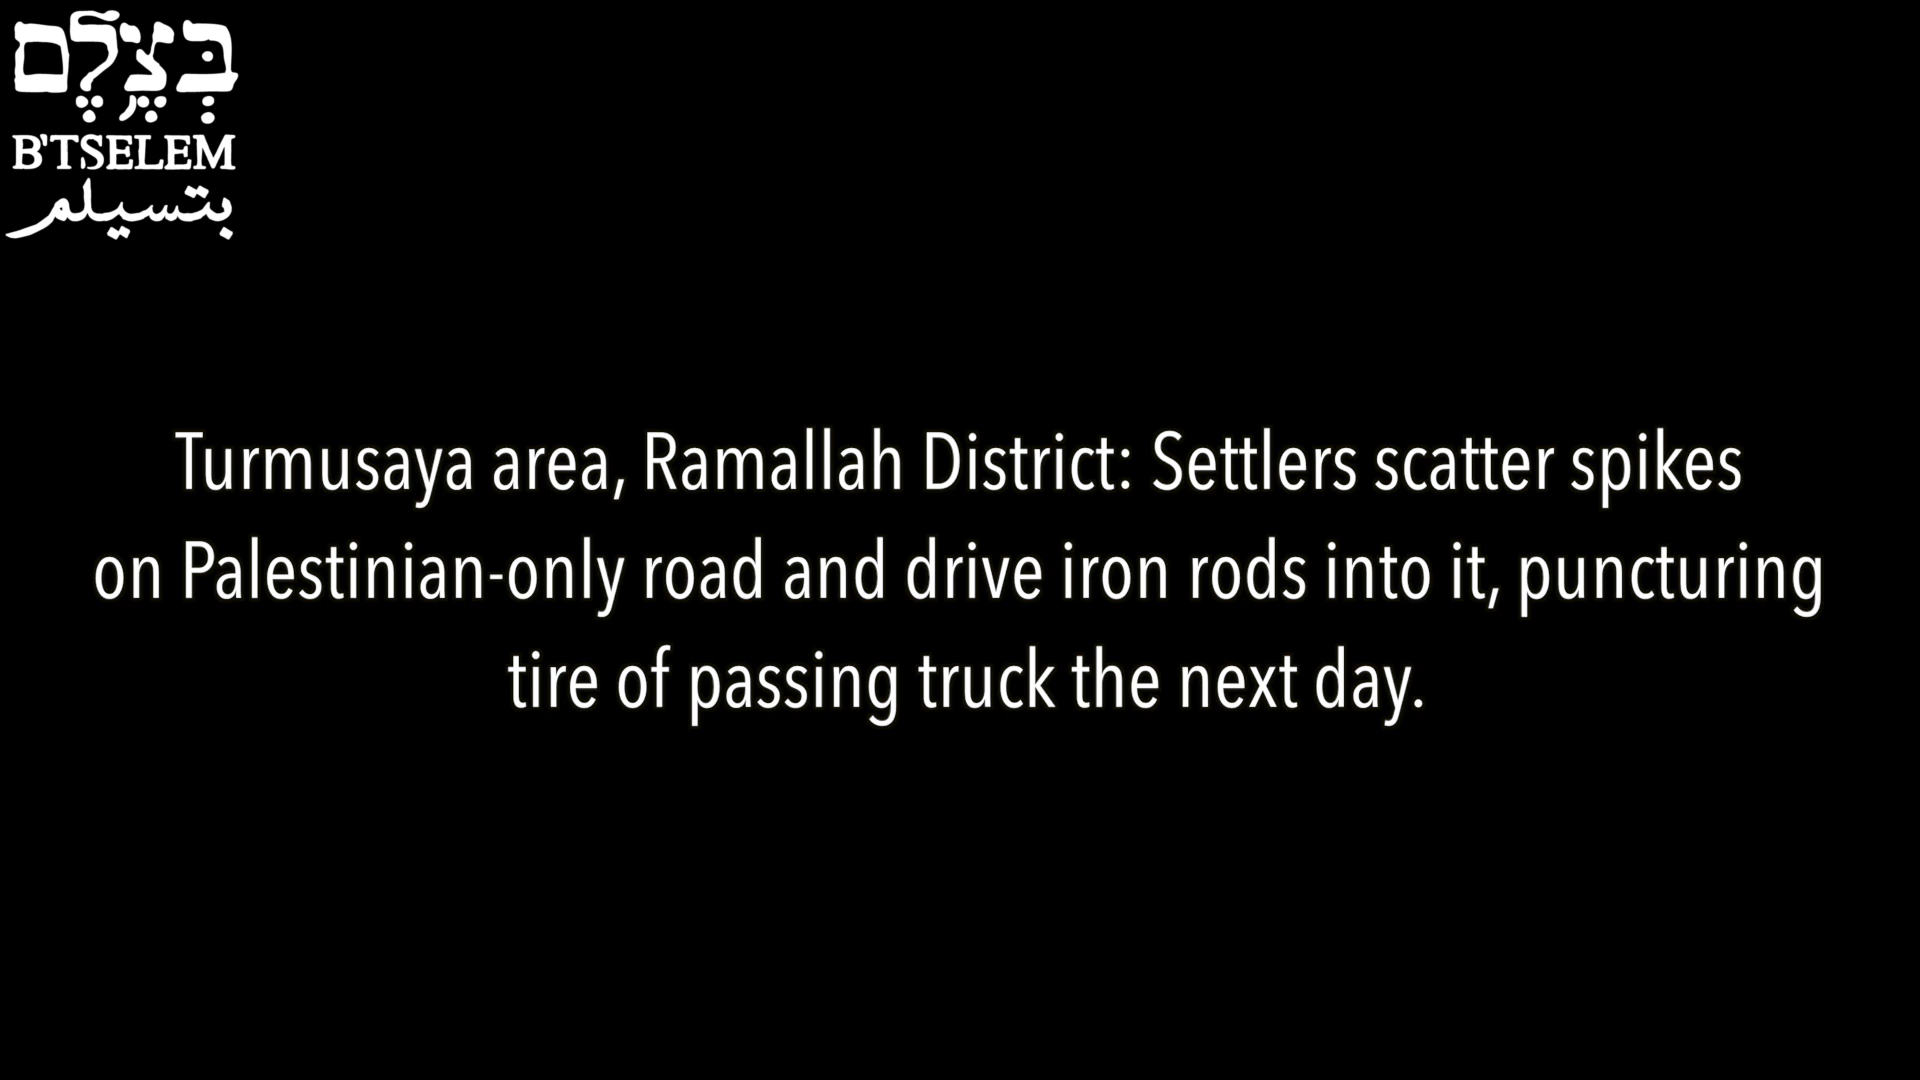 בְּצֶלֶם
B'TSELEM
بتسيلم
Turmusaya area, Ramallah District: Settlers scatter spikes
on Palestinian-only road and drive iron rods into it, puncturing
tire of passing truck the next day.